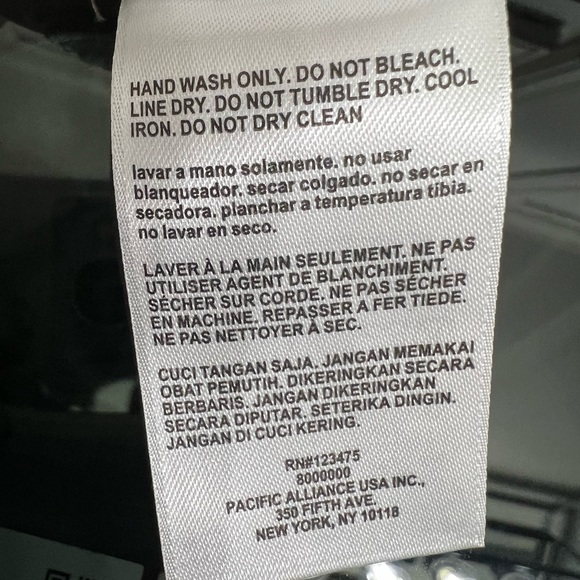 HAND WASH ONLY. DO NOT BLEACH.
LINE DRY. DO NOT TUMBLE DRY. COOL
IRON. DO NOT DRY CLEAN
lavar a mano solamente. no usar
blanqueador. secar colgado. no secar en
secadora. planchar a temperatura tibia.
no lavar en seco.
LAVER À LA MAIN SEULEMENT. NE PAS
UTILISER AGENT DE BLANCHIMENT.
SÉCHER SUR CORDE. NE PAS SÉCHER
EN MACHINE. REPASSER A FER TIEDE.
NE PAS NETTOYER À SEC.
CUCI TANGAN SAJA. JANGAN MEMAKAI
OBAT PEMUTIH. DIKERINGKAN SECARA
BERBARIS. JANGAN DIKERINGKAN
SECARA DIPUTAR. SETERIKA DINGIN.
JANGAN DI CUCI KERING.
RN#123475
8000000
PACIFIC ALLIANCE USA INC.,
350 FIFTH AVE.
NEW YORK, NY 10118